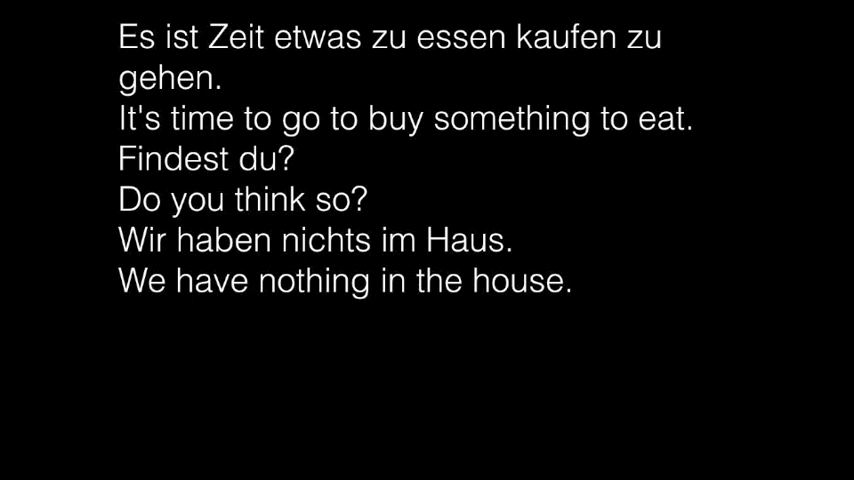 Es ist Zeit etwas zu essen kaufen zu
gehen.
It's time to go to buy something to eat.
Findest du?
Do you think so?
Wir haben nichts im Haus.
We have nothing in the house.